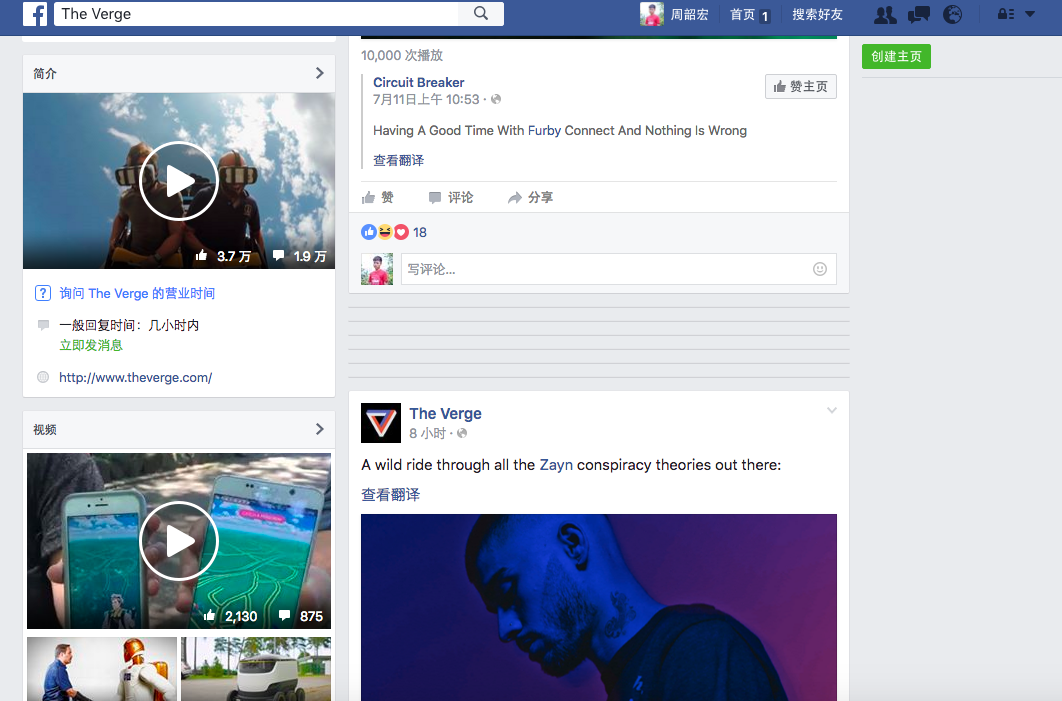 The Verge
周韶宏
首页 1
搜索好友
简介
3.7 万 1.9 万
询问 The Verge 的营业时间
一般回复时间：几小时内
立即发消息
http://www.theverge.com/
视频
2,130 875
10,000 次播放
Circuit Breaker
7月11日上午 10:53 ·
赞主页
Having A Good Time With Furby Connect And Nothing Is Wrong
查看翻译
赞 评论 分享
18
写评论...
The Verge
8 小时 ·
A wild ride through all the Zayn conspiracy theories out there:
查看翻译
创建主页